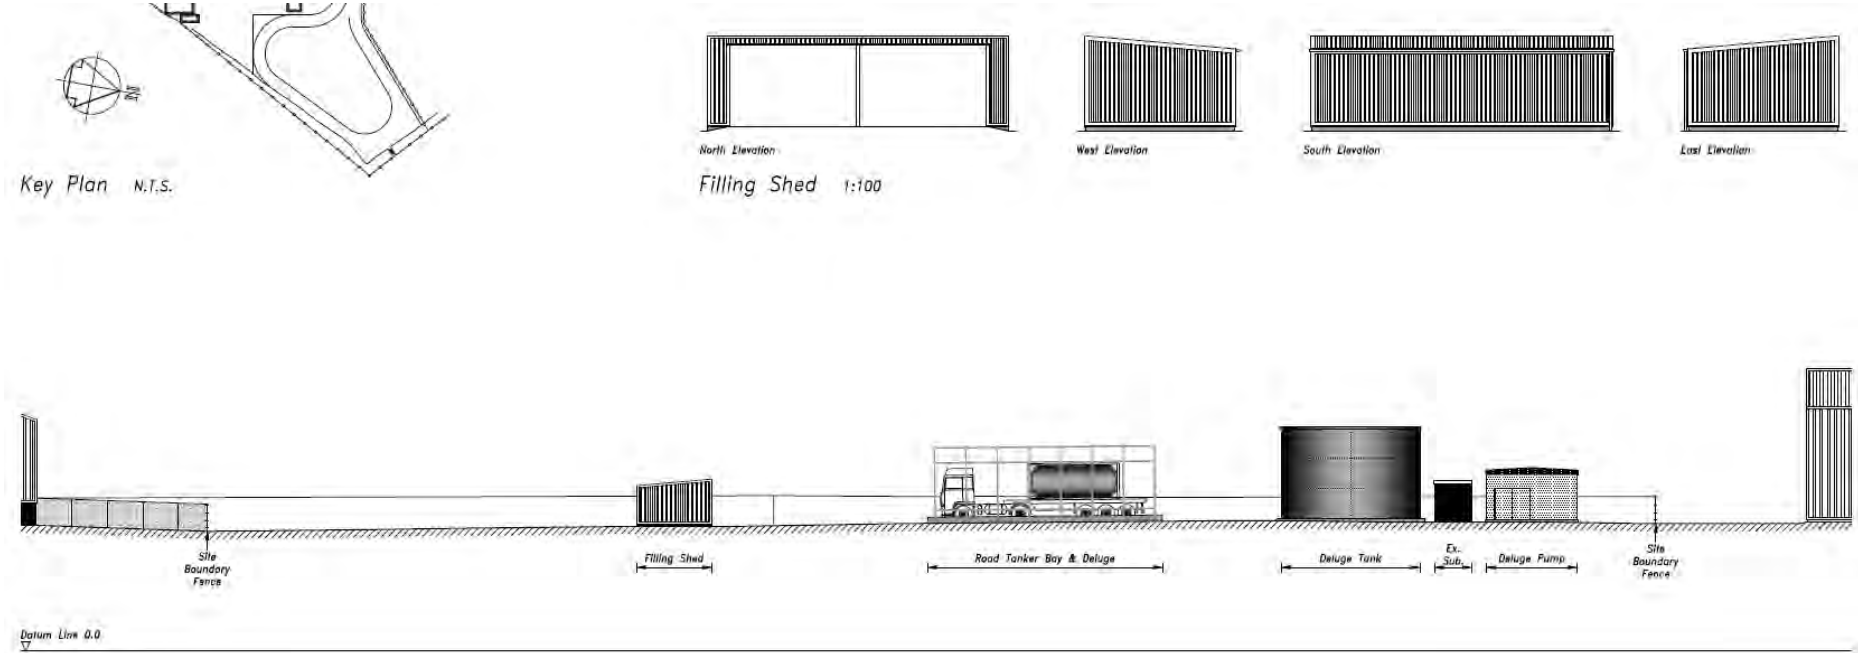 North Elevation
West Elevation
South Elevation
East Elevation
Key Plan N.T.S.
Filling Shed 1:100
Site
Boundary
Fence
Filling Shed
Road Tanker Bay & Deluge
Deluge Tank
Ex.
Sub.
Deluge Pump
Site
Boundary
Fence
Datum Line 0.0